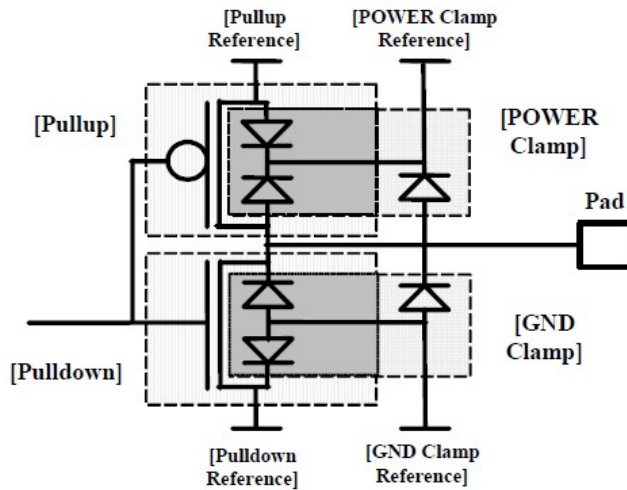 [Pullup
Reference]
[POWER Clamp
Reference]
[Pullup]
[POWER
Clamp]
Pad
[GND
Clamp]
[Pulldown]
[Pulldown
Reference]
[GND Clamp
Reference]